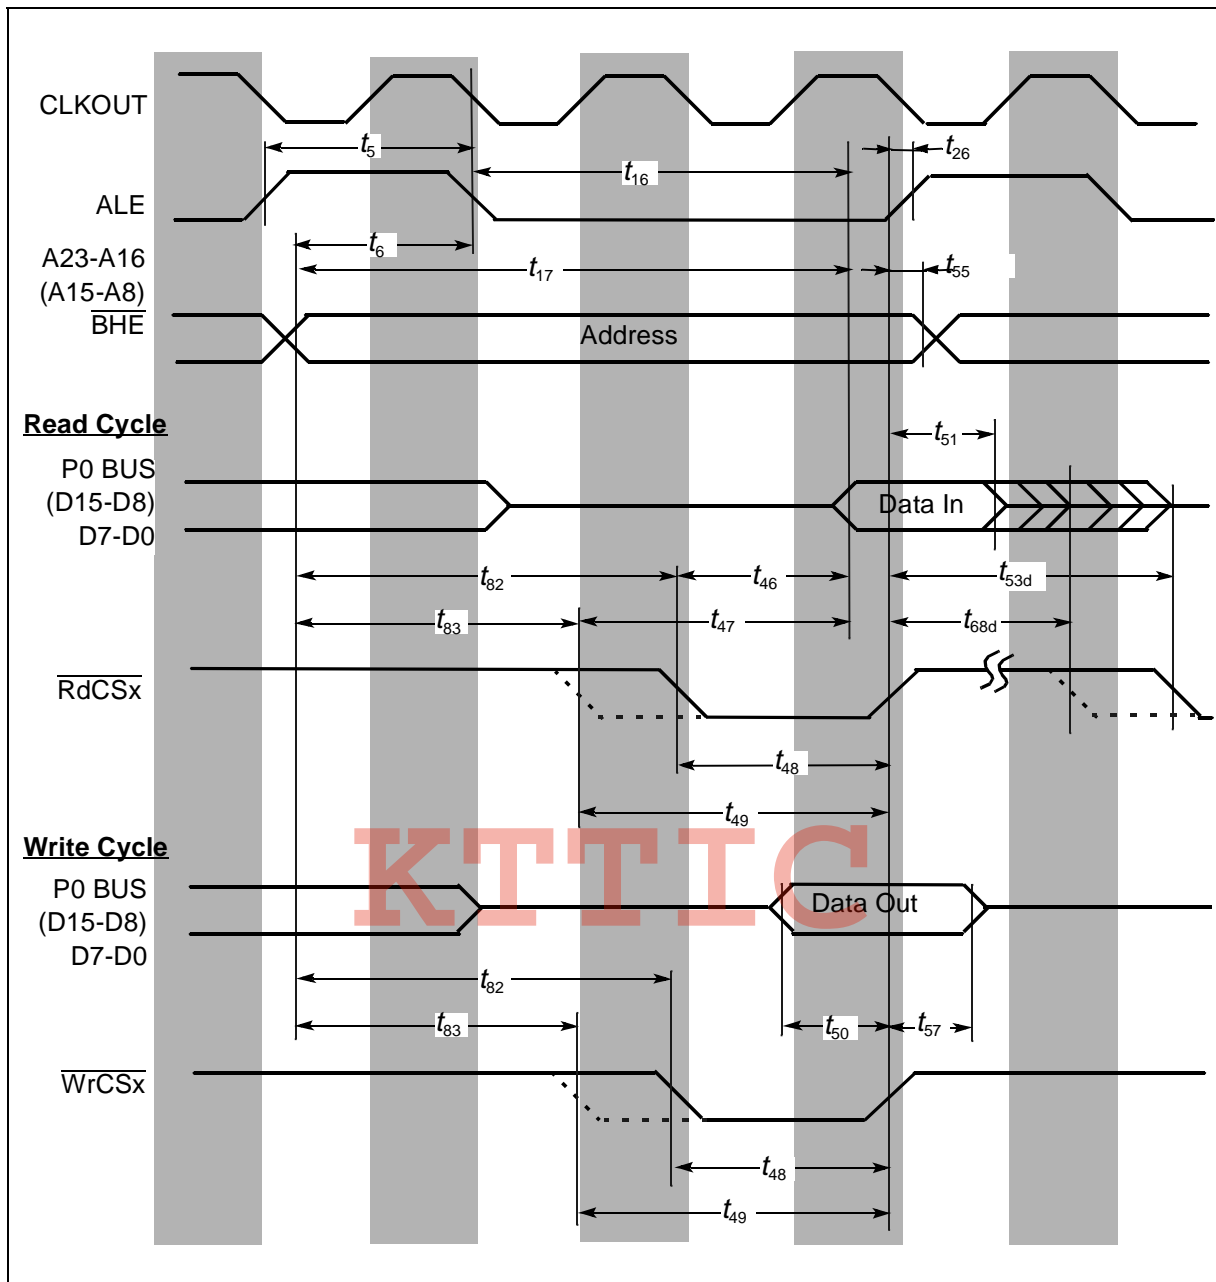 CLKOUT
t5
t26
t16
ALE
t6
A23-A16
t17
t55
(A15-A8)
BHE
Address
Read Cycle
t51
P0 BUS
(D15-D8)
Data In
D7-D0
t82
t46
t53d
t83
t47
t68d
RdCSx
t48
t49
KTTIC
Write Cycle
P0 BUS
(D15-D8)
Data Out
D7-D0
t82
t83
t50
t57
WrCSx
t48
t49